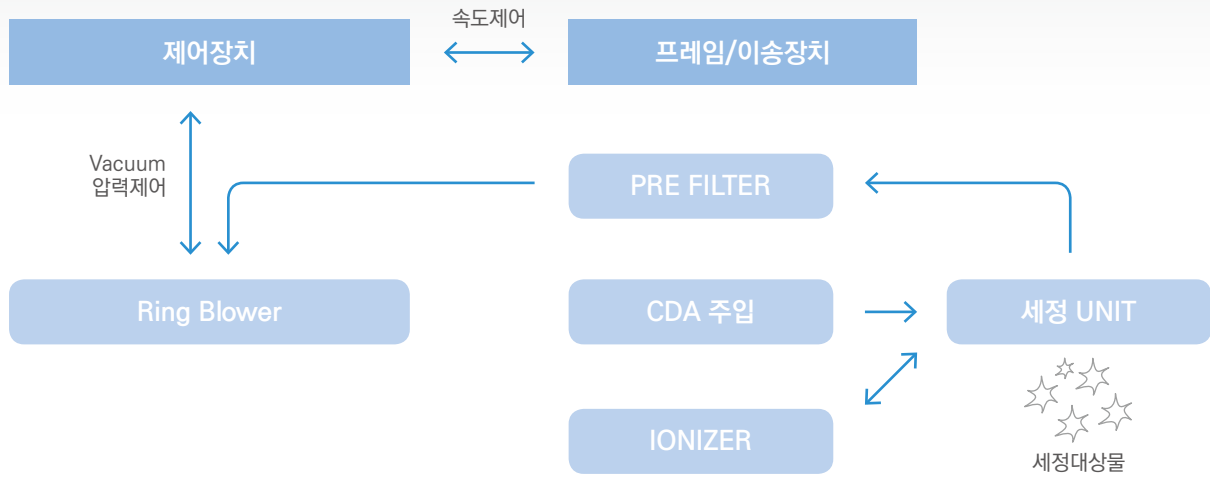 속도제어
제어장치
프레임/이송장치
Vacuum
압력제어
PRE FILTER
Ring Blower
CDA 주입
세정 UNIT
IONIZER
세정대상물